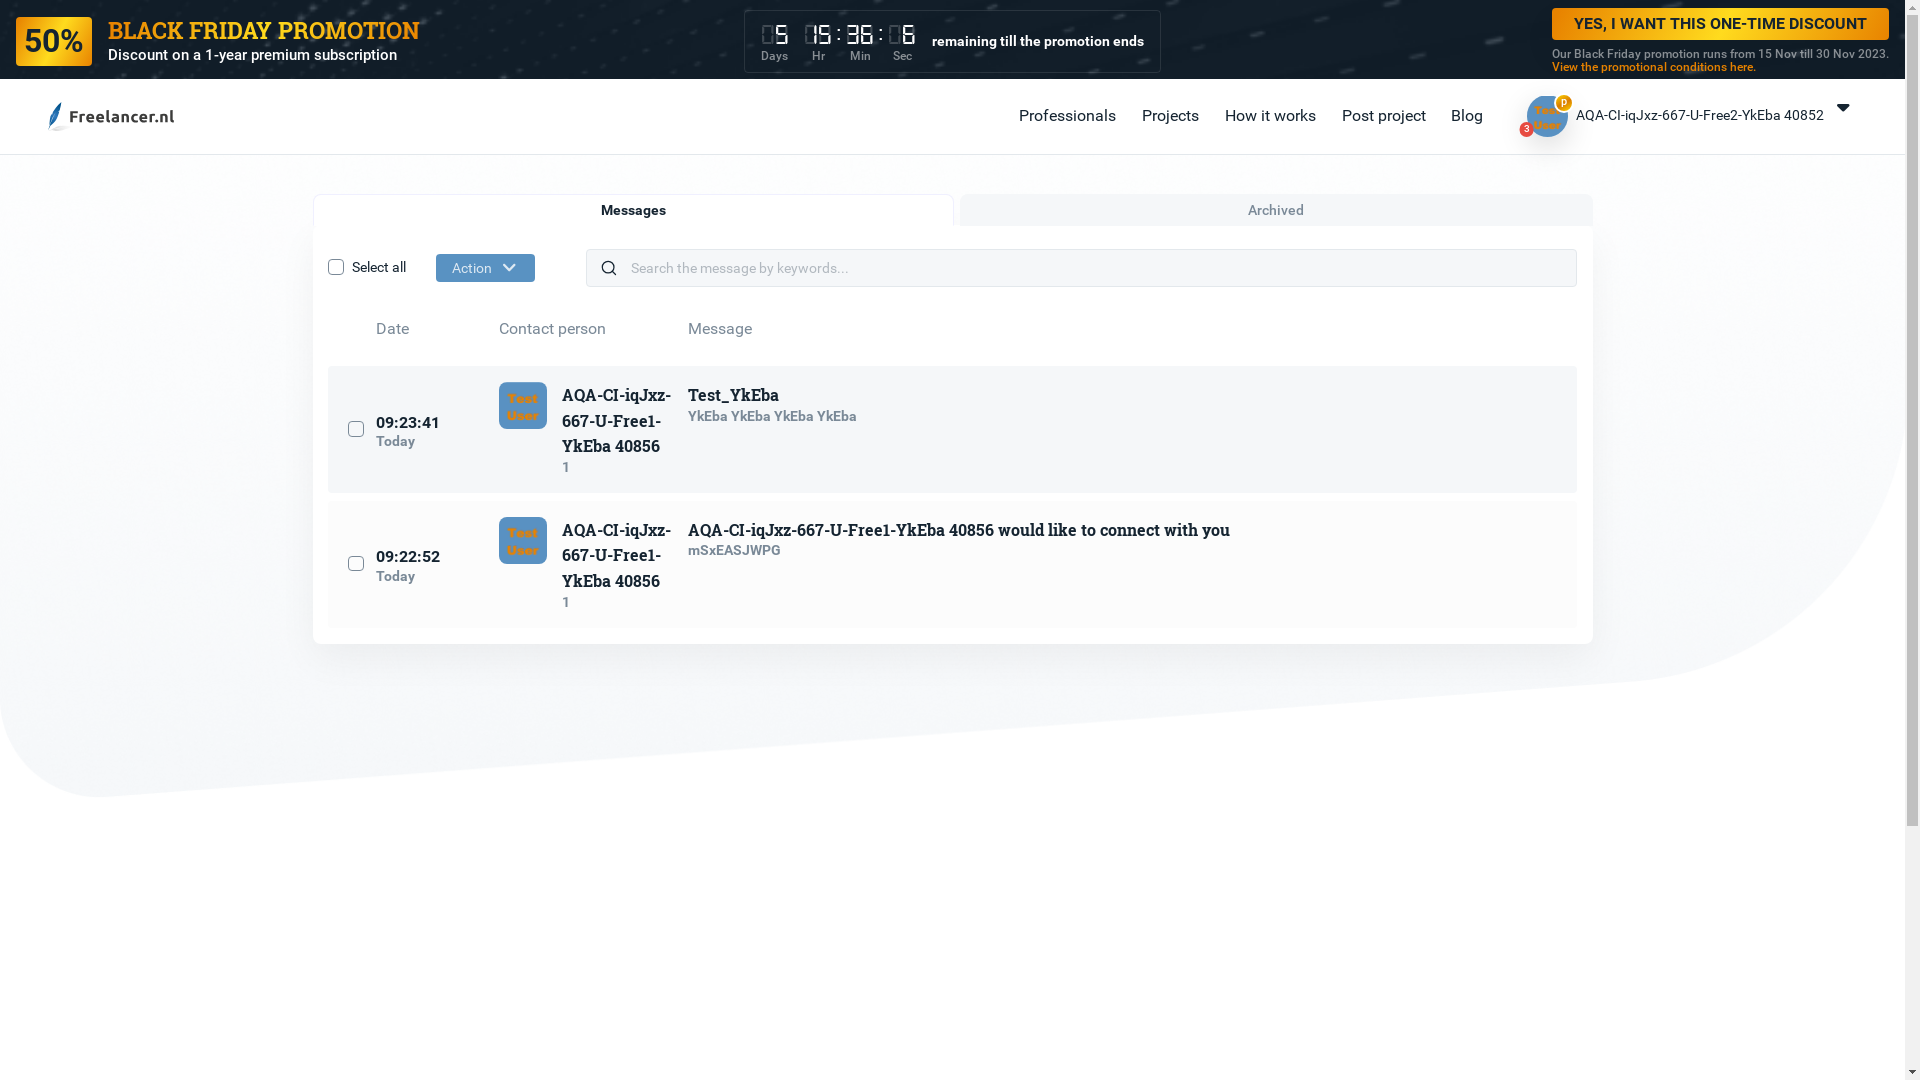 50%
BLACK FRIDAY PROMOTION
Discount on a 1-year premium subscription
5 15 : 36 : 6
Days Hr Min Sec
remaining till the promotion ends
YES, I WANT THIS ONE-TIME DISCOUNT
Our Black Friday promotion runs from 15 Nov till 30 Nov 2023.
View the promotional conditions here.
Freelancer.nl
Professionals
Projects
How it works
Post project
Blog
Test
User
P
3
AQA-CI-iqJxz-667-U-Free2-YkEba 40852
Messages
Archived
Select all
Action
Search the message by keywords...
Date
Contact person
Message
09:23:41
Today
Test
User
AQA-CI-iqJxz-
667-U-Free1-
YkEba 40856
1
Test_YkEba
YkEba YkEba YkEba YkEba
09:22:52
Today
Test
User
AQA-CI-iqJxz-
667-U-Free1-
YkEba 40856
1
AQA-CI-iqJxz-667-U-Free1-YkEba 40856 would like to connect with you
mSxEASJWPG